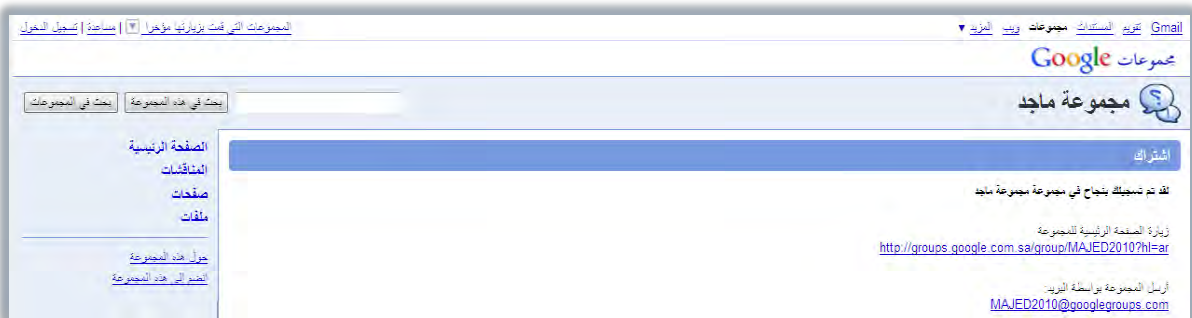 Gmail تقويم المستندات مجموعات ويب المزيد ▼
المجموعات التي قمت بزيارتها مؤخرا ▼ | مساعدة | تسجيل الدخول
مجموعات Google
مجموعة ماجد
بحث في هذه المجموعة بحث في المجموعات
الصفحة الرئيسية
المناقشات
صفحات
ملفات
حول هذه المجموعة
انضم إلى هذه المجموعة
اشتراك
لقد تم تسجيلك بنجاح في مجموعة مجموعة ماجد
زيارة الصفحة الرئيسية للمجموعة
http://groups.google.com.sa/group/MAJED2010?hl=ar
أرسل المجموعة بواسطة البريد:
MAJED2010@googlegroups.com